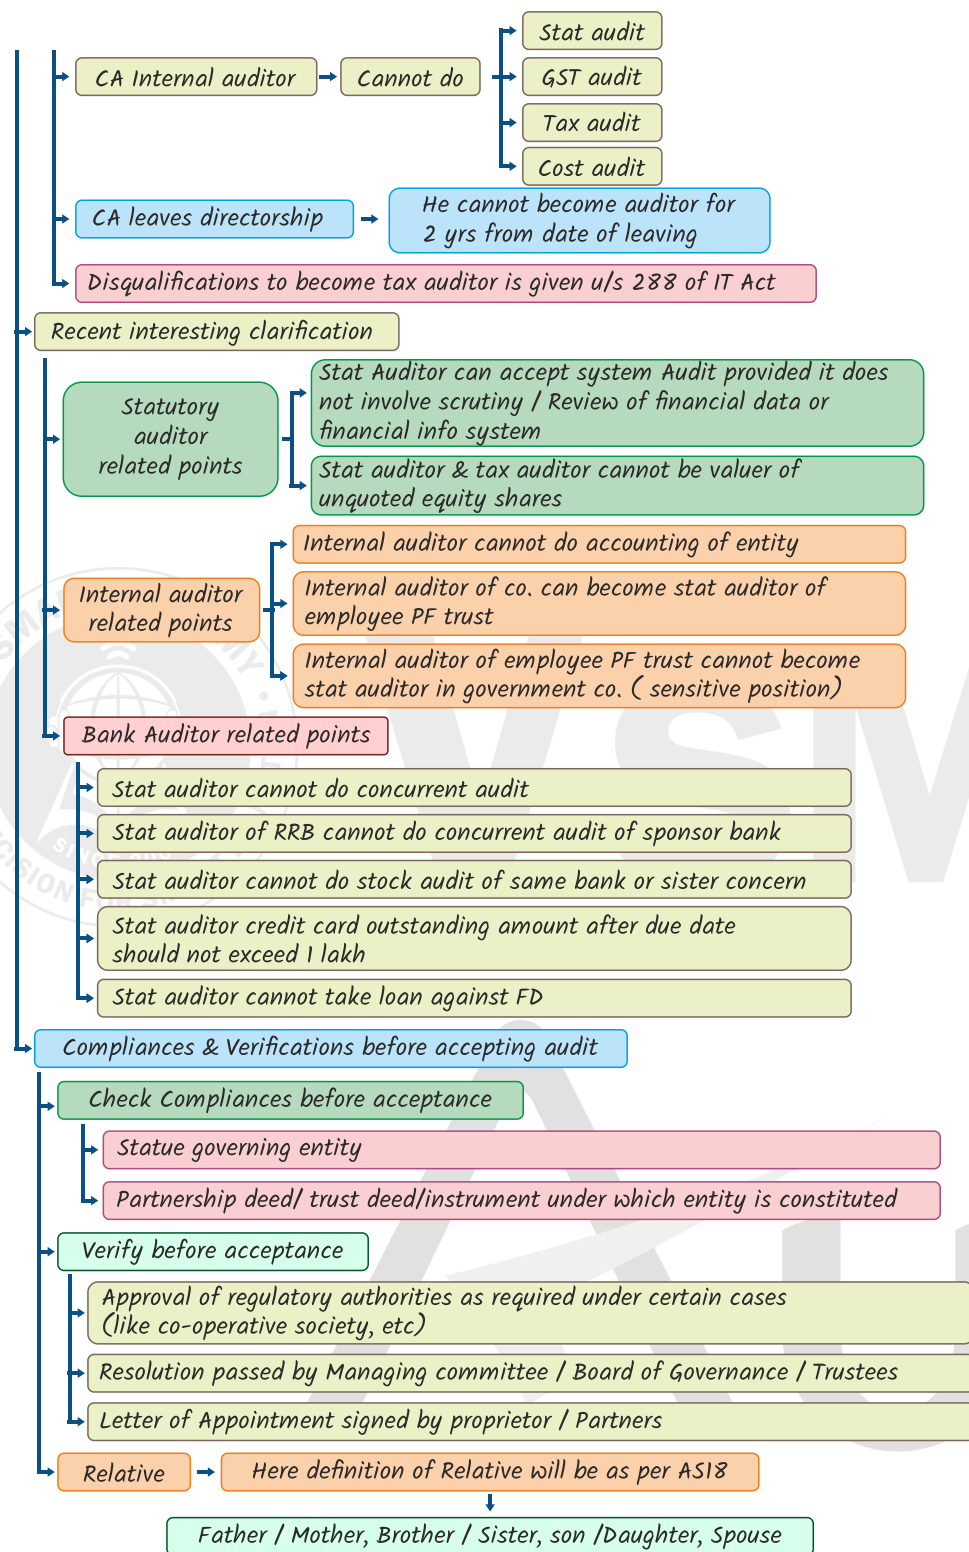 Stat audit
CA Internal auditor
Cannot do
GST audit
Tax audit
Cost audit
CA leaves directorship
He cannot become auditor for
2 yrs from date of leaving
Disqualifications to become tax auditor is given u/s 288 of IT Act
Recent interesting clarification
Statutory
auditor
related points
Stat Auditor can accept system Audit provided it does
not involve scrutiny / Review of financial data or
financial info system
Stat auditor & tax auditor cannot be valuer of
unquoted equity shares
Internal auditor
related points
Internal auditor cannot do accounting of entity
Internal auditor of co. can become stat auditor of
employee PF trust
Internal auditor of employee PF trust cannot become
stat auditor in government co. ( sensitive position)
Bank Auditor related points
Stat auditor cannot do concurrent audit
Stat auditor of RRB cannot do concurrent audit of sponsor bank
Stat auditor cannot do stock audit of same bank or sister concern
Stat auditor credit card outstanding amount after due date
should not exceed 1 lakh
Stat auditor cannot take loan against FD
Compliances & Verifications before accepting audit
Check Compliances before acceptance
Statue governing entity
Partnership deed/ trust deed/instrument under which entity is constituted
Verify before acceptance
Approval of regulatory authorities as required under certain cases
(like co-operative society, etc)
Resolution passed by Managing committee / Board of Governance / Trustees
Letter of Appointment signed by proprietor / Partners
Relative
Here definition of Relative will be as per AS18
Father / Mother, Brother / Sister, son /Daughter, Spouse